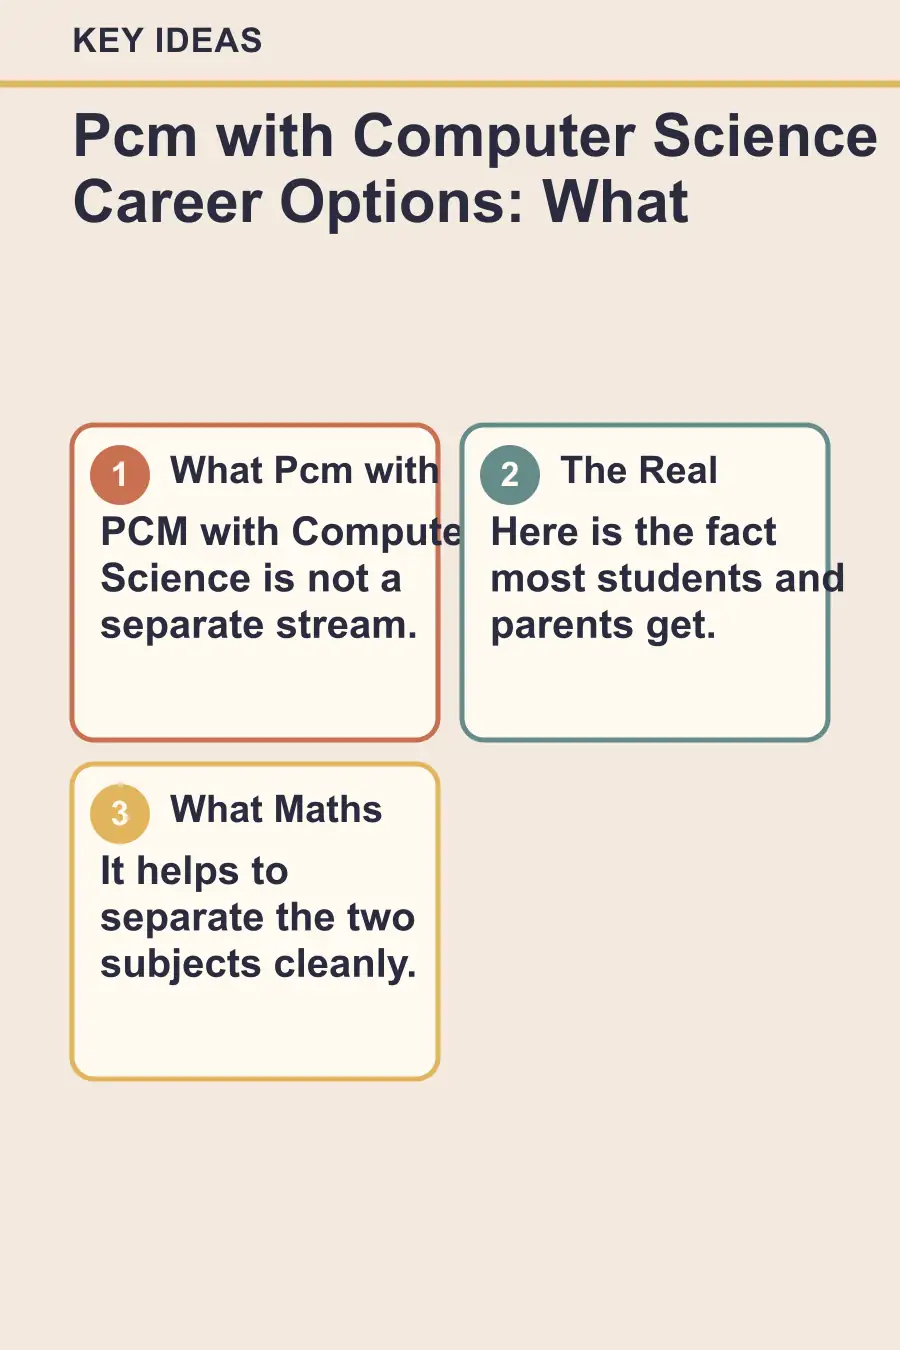 KEY IDEAS
Pcm with Computer Science
Career Options: What
1
What Pcm with
PCM with Compute
Science is not a
separate stream.
2
The Real
Here is the fact
most students and
parents get.
3
What Maths
It helps to
separate the two
subjects cleanly.